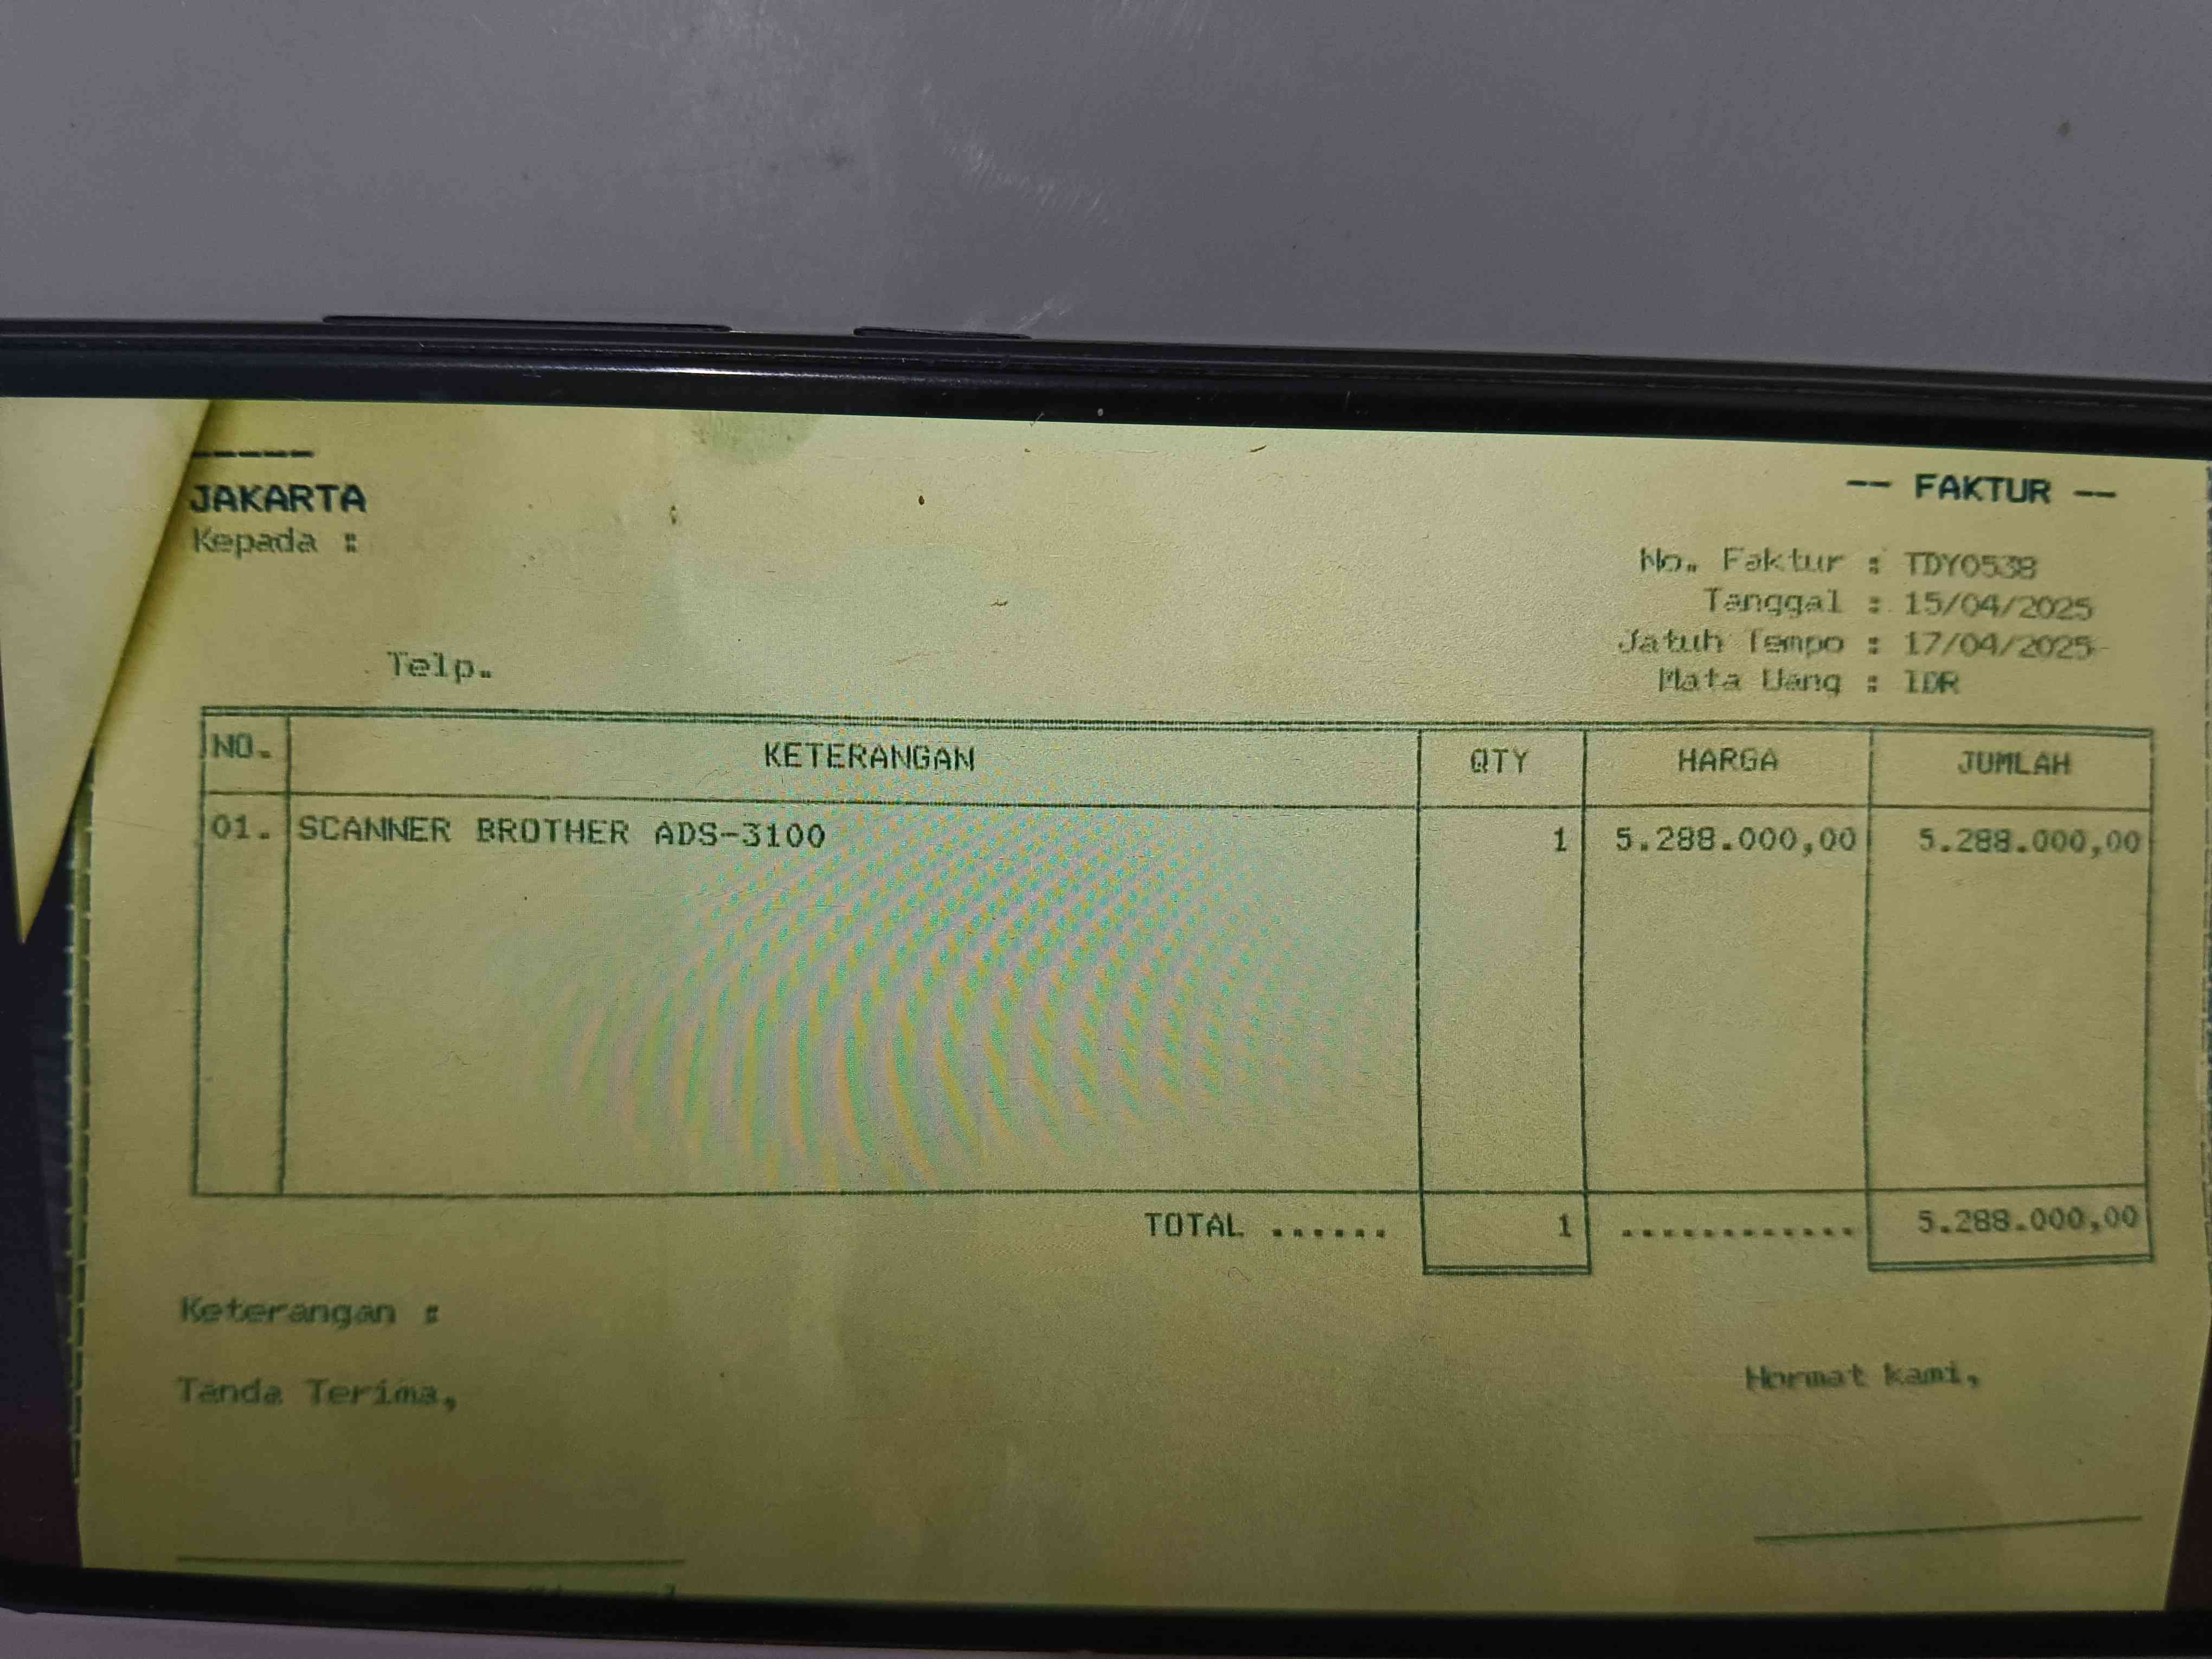 -----
JAKARTA
-- FAKTUR --
Kepada :
No. Faktur : TDY0538
Tanggal : 15/04/2025
Jatuh Tempo : 17/04/2025
Mata Uang : IDR
Telp.
NO. KETERANGAN QTY HARGA JUMLAH
01. SCANNER BROTHER ADS-3100 1 5.288.000,00 5.288.000,00
TOTAL ...... 1 ............ 5.288.000,00
Keterangan :
Tanda Terima,
Hormat kami,